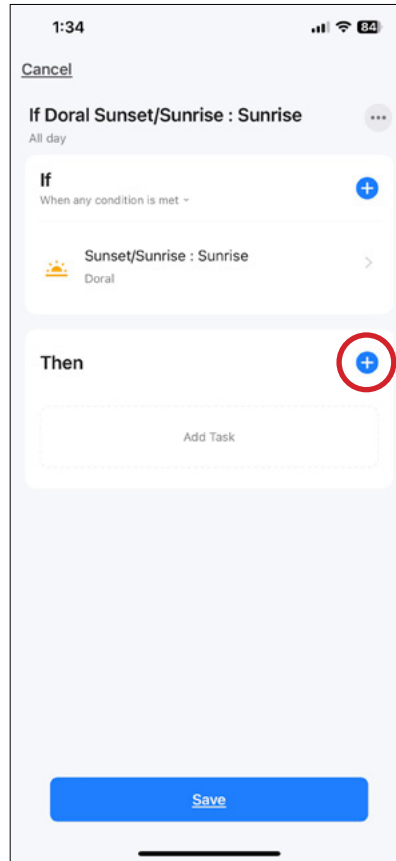 1:34
84
Cancel
If Doral Sunset/Sunrise : Sunrise
All day
If
When any condition is met
Sunset/Sunrise : Sunrise
Doral
Then
Add Task
Save